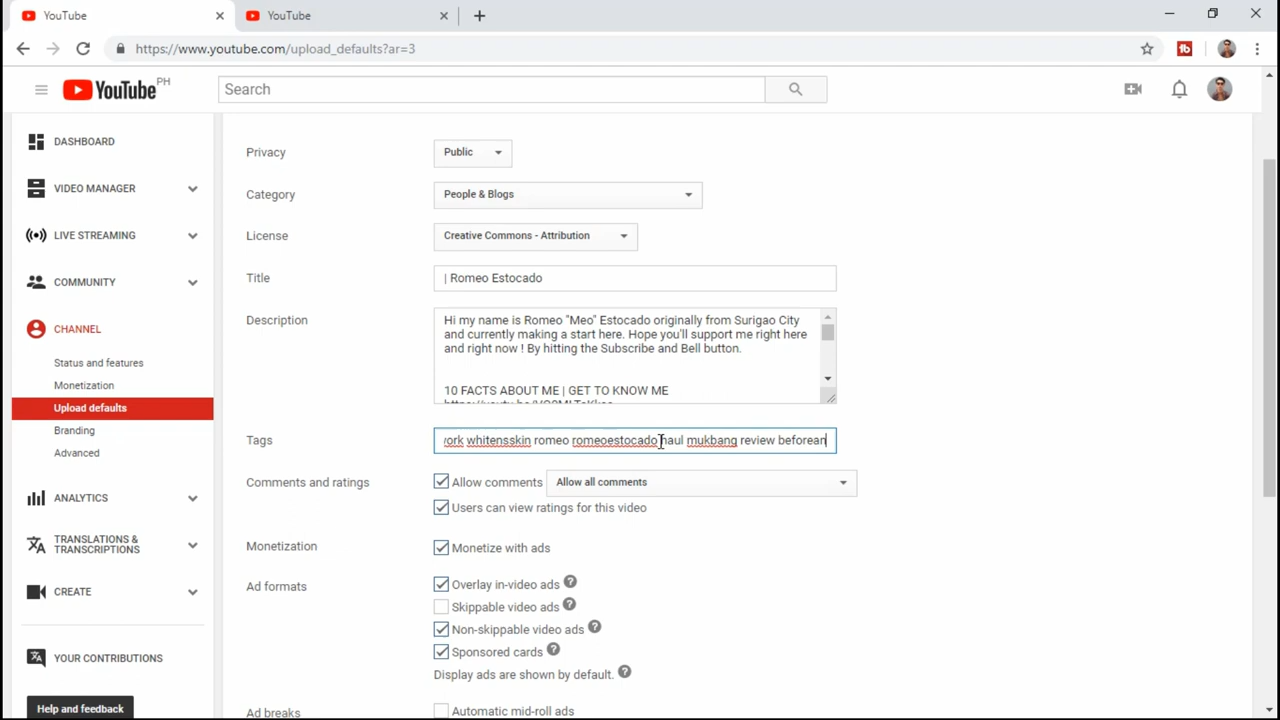 YouTube
YouTube
https://www.youtube.com/upload_defaults?ar=3
YouTube PH
Search
DASHBOARD
VIDEO MANAGER
LIVE STREAMING
COMMUNITY
CHANNEL
Status and features
Monetization
Upload defaults
Branding
Advanced
ANALYTICS
TRANSLATIONS &
TRANSCRIPTIONS
CREATE
YOUR CONTRIBUTIONS
Help and feedback
Privacy
Public
Category
People & Blogs
License
Creative Commons - Attribution
Title
| Romeo Estocado
Description
Hi my name is Romeo "Meo" Estocado originally from Surigao City
and currently making a start here. Hope you'll support me right here
and right now ! By hitting the Subscribe and Bell button.
10 FACTS ABOUT ME | GET TO KNOW ME
Tags
whitensskin romeo romeoestocado haul mukbang review beforean
Comments and ratings
Allow comments
Allow all comments
Users can view ratings for this video
Monetization
Monetize with ads
Ad formats
Overlay in-video ads ?
Skippable video ads ?
Non-skippable video ads ?
Sponsored cards ?
Display ads are shown by default. ?
Ad breaks
Automatic mid-roll ads